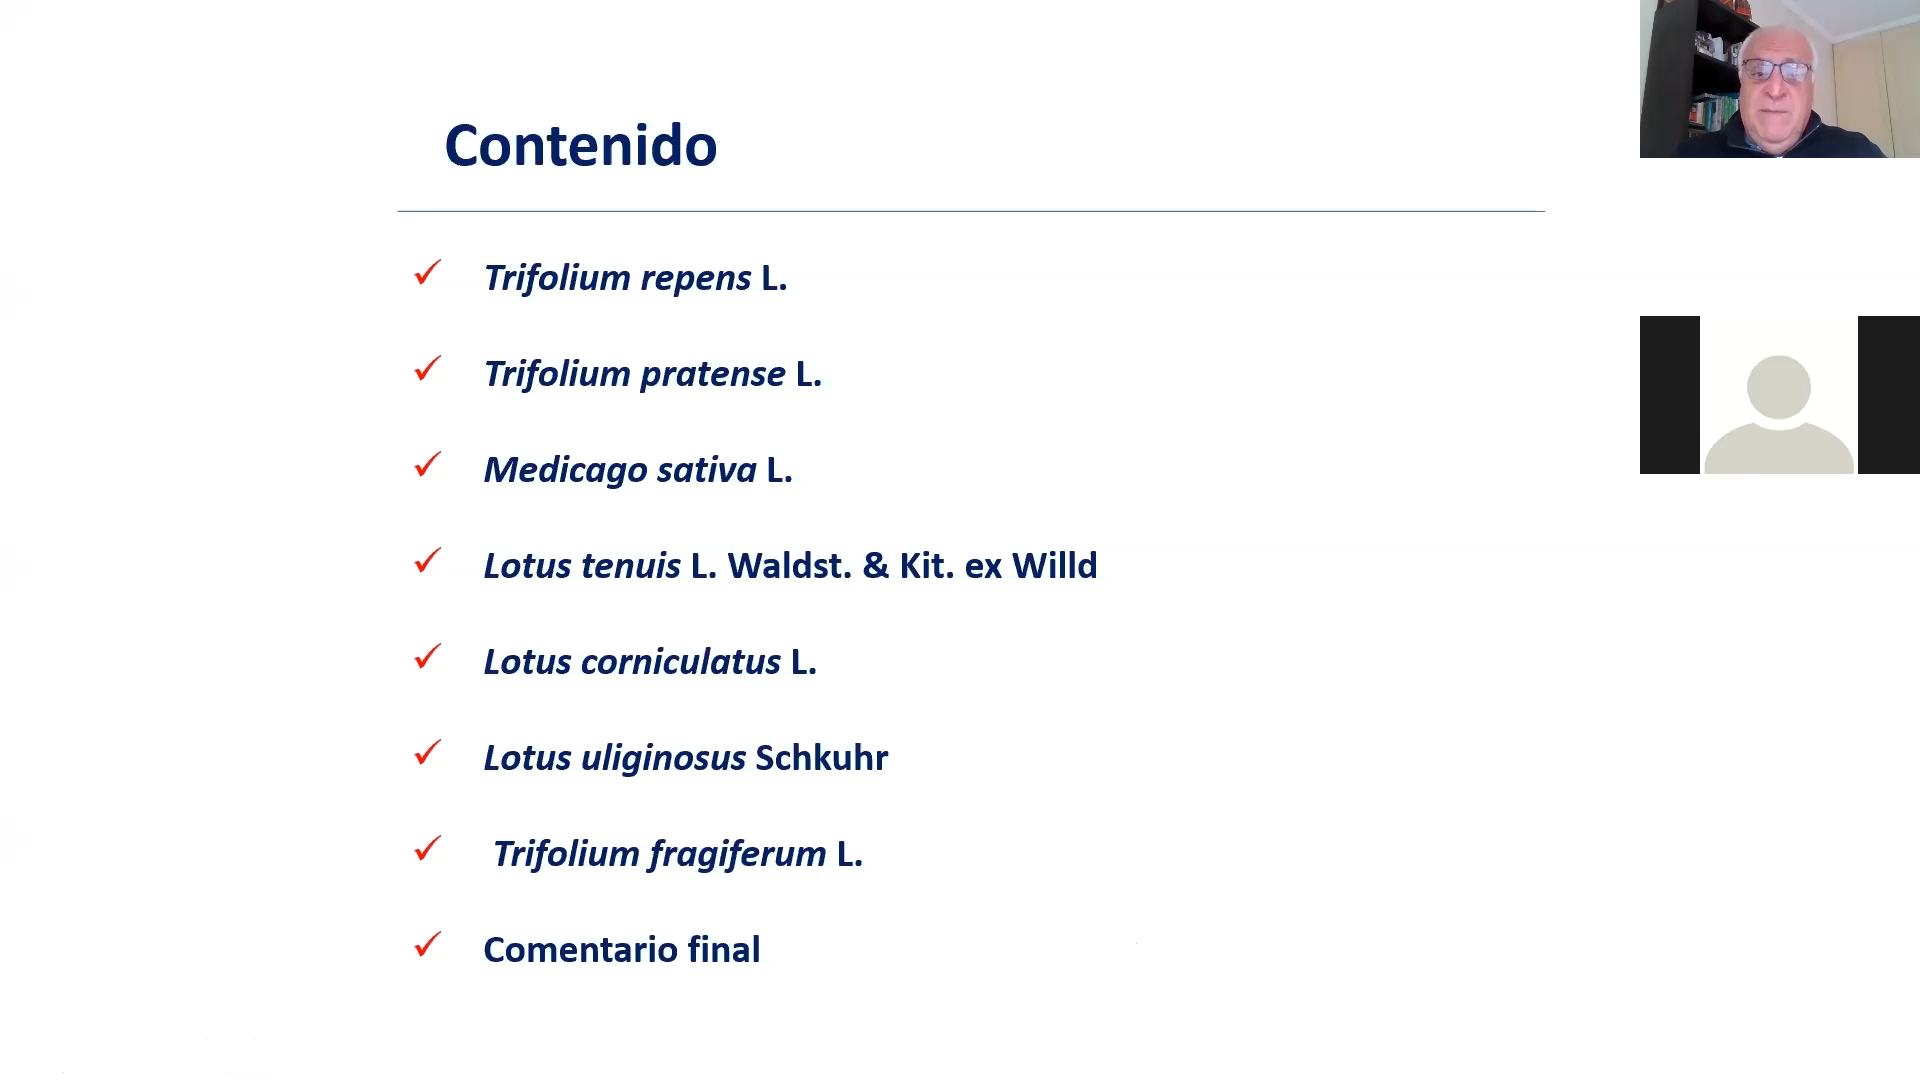 Contenido
Trifolium repens L.
Trifolium pratense L.
Medicago sativa L.
Lotus tenuis L. Waldst. & Kit. ex Willd
Lotus corniculatus L.
Lotus uliginosus Schkuhr
Trifolium fragiferum L.
Comentario final